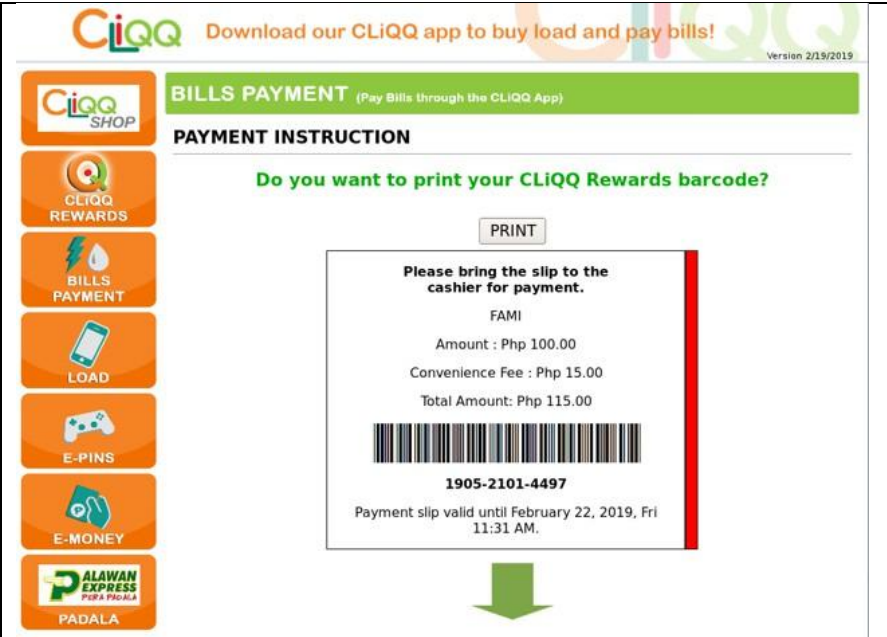 CLiQQ Download our CLiQQ app to buy load and pay bills!
Version 2/19/2019
CLiQQ
SHOP
BILLS PAYMENT (Pay Bills through the CLiQQ App)
PAYMENT INSTRUCTION
Do you want to print your CLiQQ Rewards barcode?
CLiQQ
REWARDS
PRINT
BILLS
PAYMENT
Please bring the slip to the
cashier for payment.
FAMI
Amount : Php 100.00
Convenience Fee : Php 15.00
Total Amount: Php 115.00
LOAD
E-PINS
1905-2101-4497
Payment slip valid until February 22, 2019, Fri
11:31 AM.
E-MONEY
PALAWAN
EXPRESS
PERA PADALA
PADALA